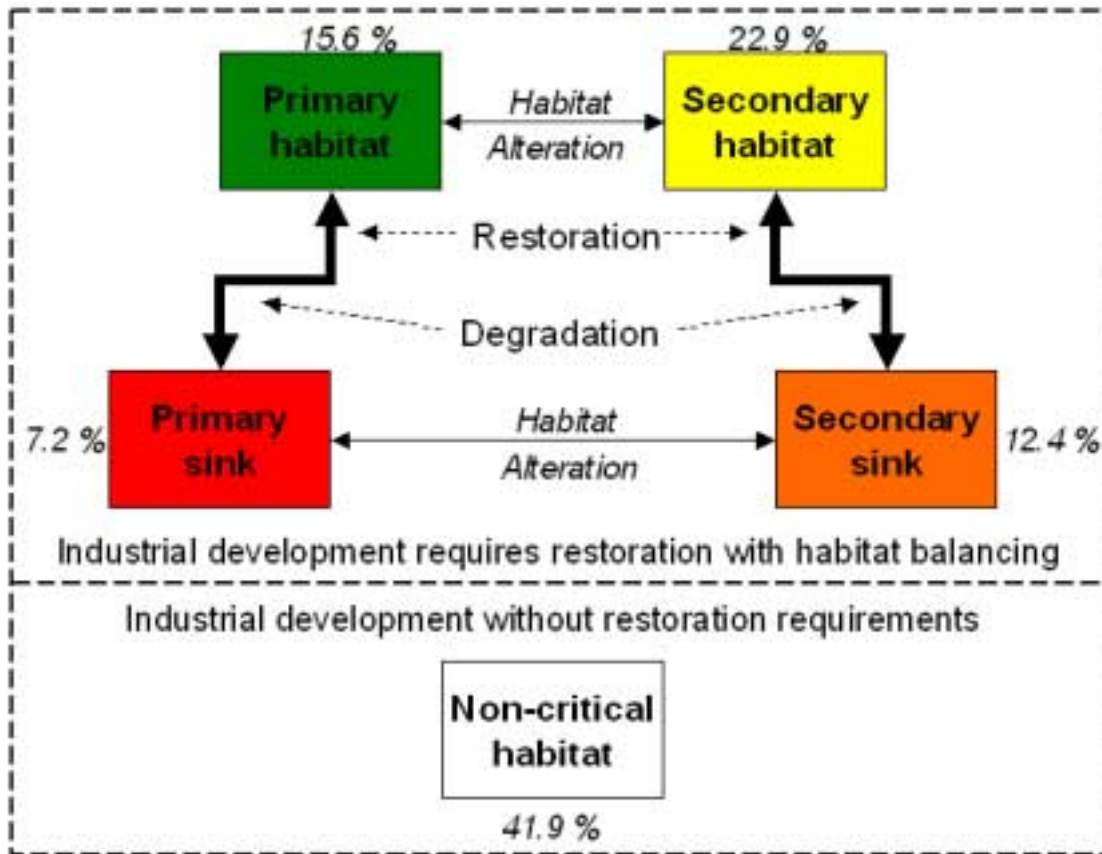 15.6 %
22.9 %
Primary
habitat
Habitat
Alteration
Secondary
habitat
Restoration
Degradation
Primary
sink
7.2 %
Habitat
Alteration
Secondary
sink
12.4 %
Industrial development requires restoration with habitat balancing
Industrial development without restoration requirements
Non-critical
habitat
41.9 %